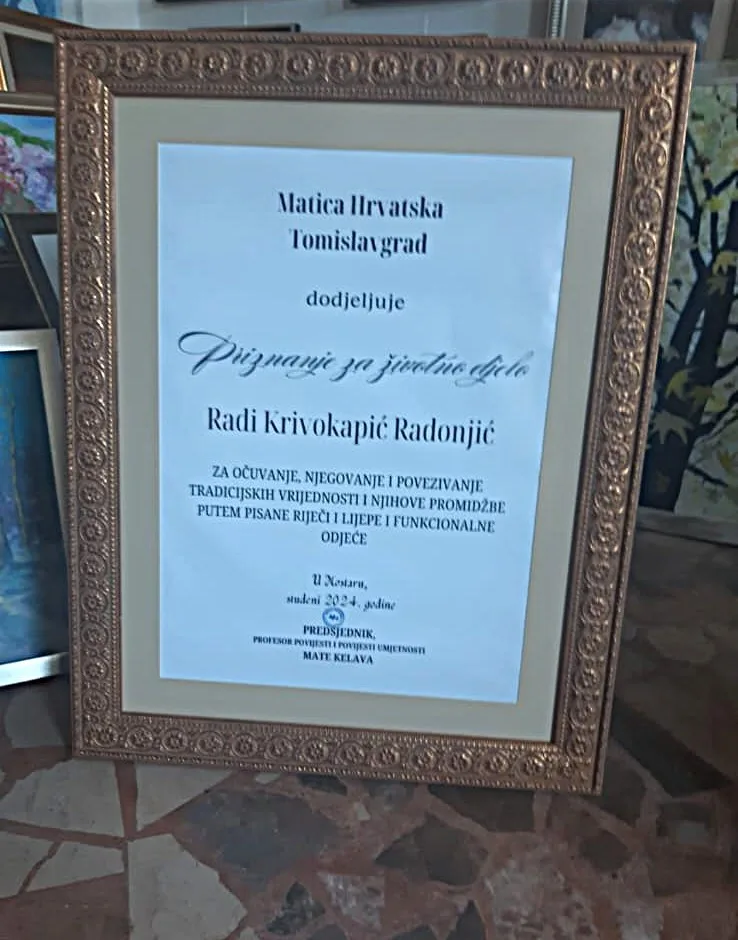 Matica Hrvatska
Tomislavgrad
dodjeljuje
Priznanje za životno djelo
Radi Krivokapić Radonjić
ZA OČUVANJE, NJEGOVANJE I POVEZIVANJE
TRADICIJSKIH VRIJEDNOSTI I NJIHOVE PROMIDŽBE
PUTEM PISANE RIJEČI I LIJEPE I FUNKCIONALNE
ODJEĆE
U Mostaru,
studeni 2024. godine
PREDSJEDNIK,
PROFESOR POVIJESTI I POVIJESTI UMJETNOSTI
MATE KELAVA